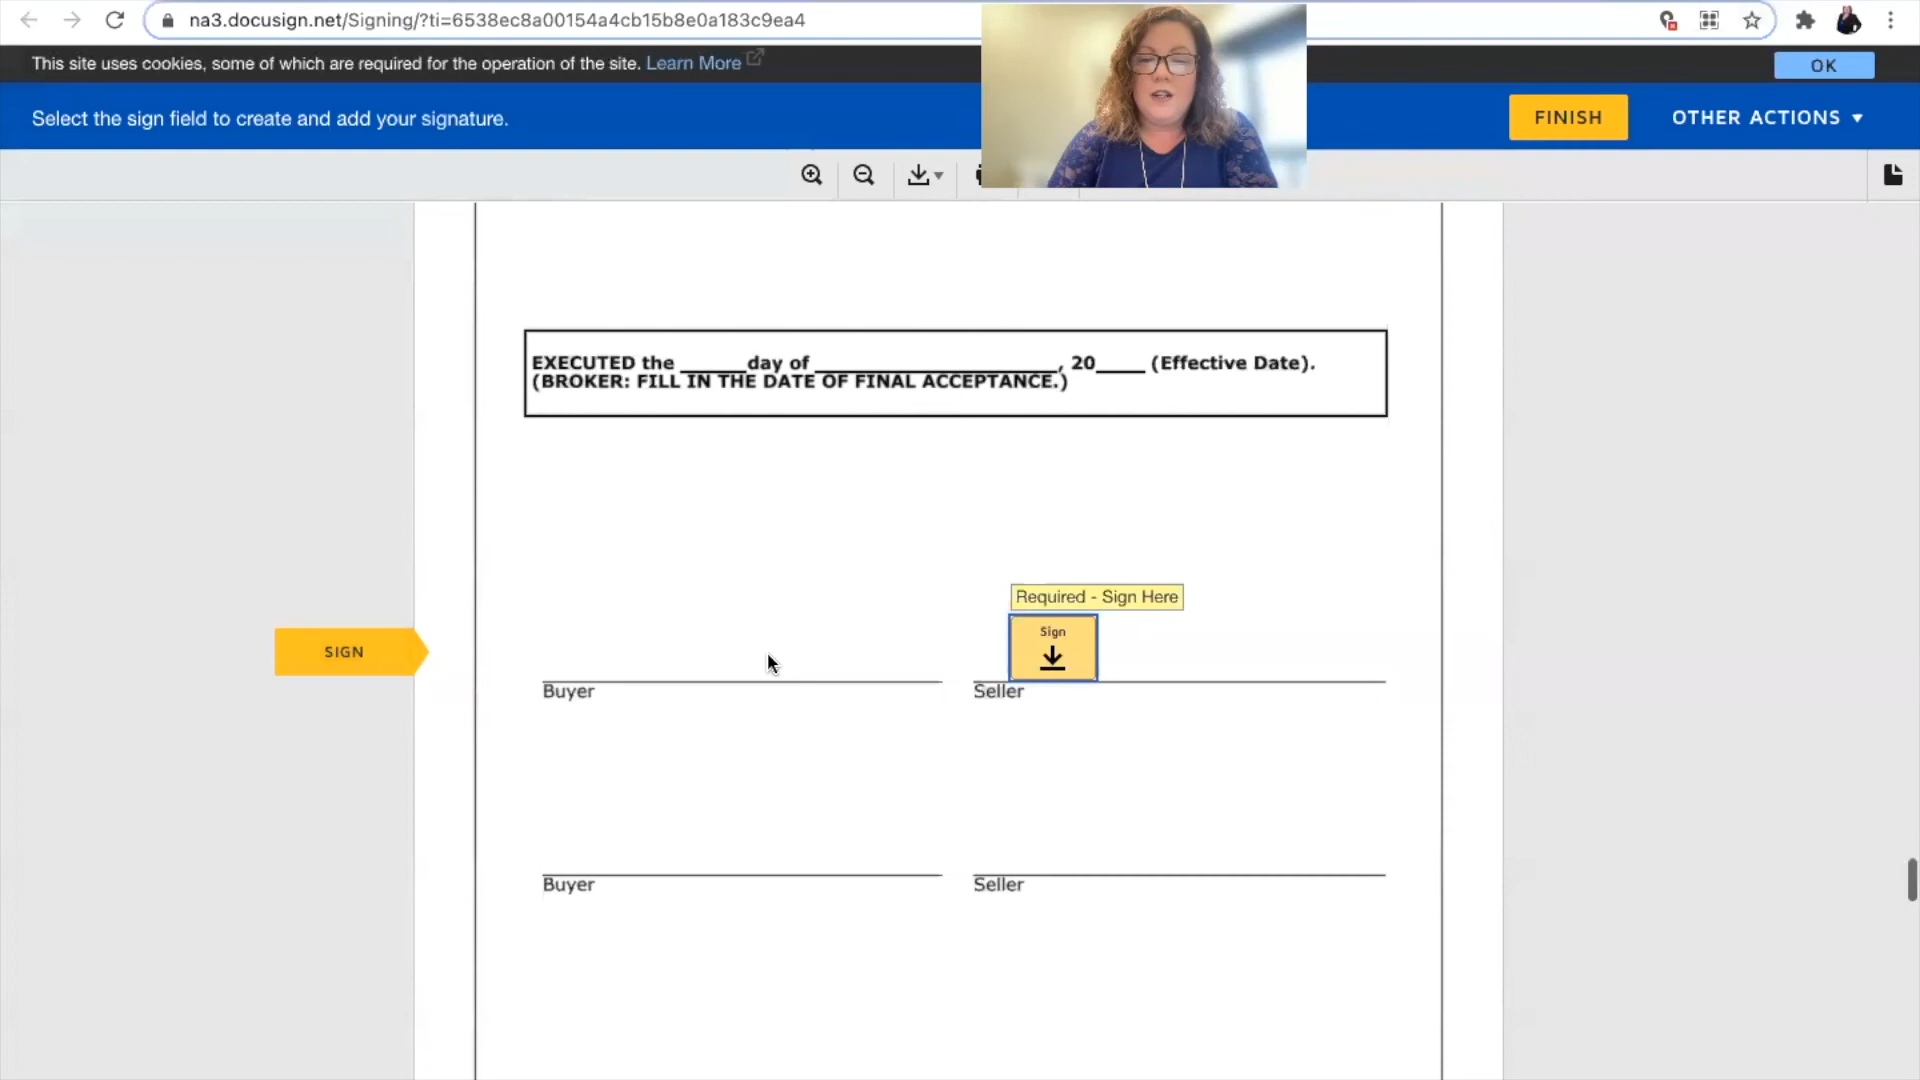 na3.docusign.net/Signing/?ti=6538ec8a00154a4cb15b8e0a183c9ea4
This site uses cookies, some of which are required for the operation of the site. Learn More
OK
Select the sign field to create and add your signature.
FINISH
OTHER ACTIONS
EXECUTED the ______day of ______________________, 20____ (Effective Date).
(BROKER: FILL IN THE DATE OF FINAL ACCEPTANCE.)
Required - Sign Here
Sign
SIGN
Buyer
Seller
Buyer
Seller